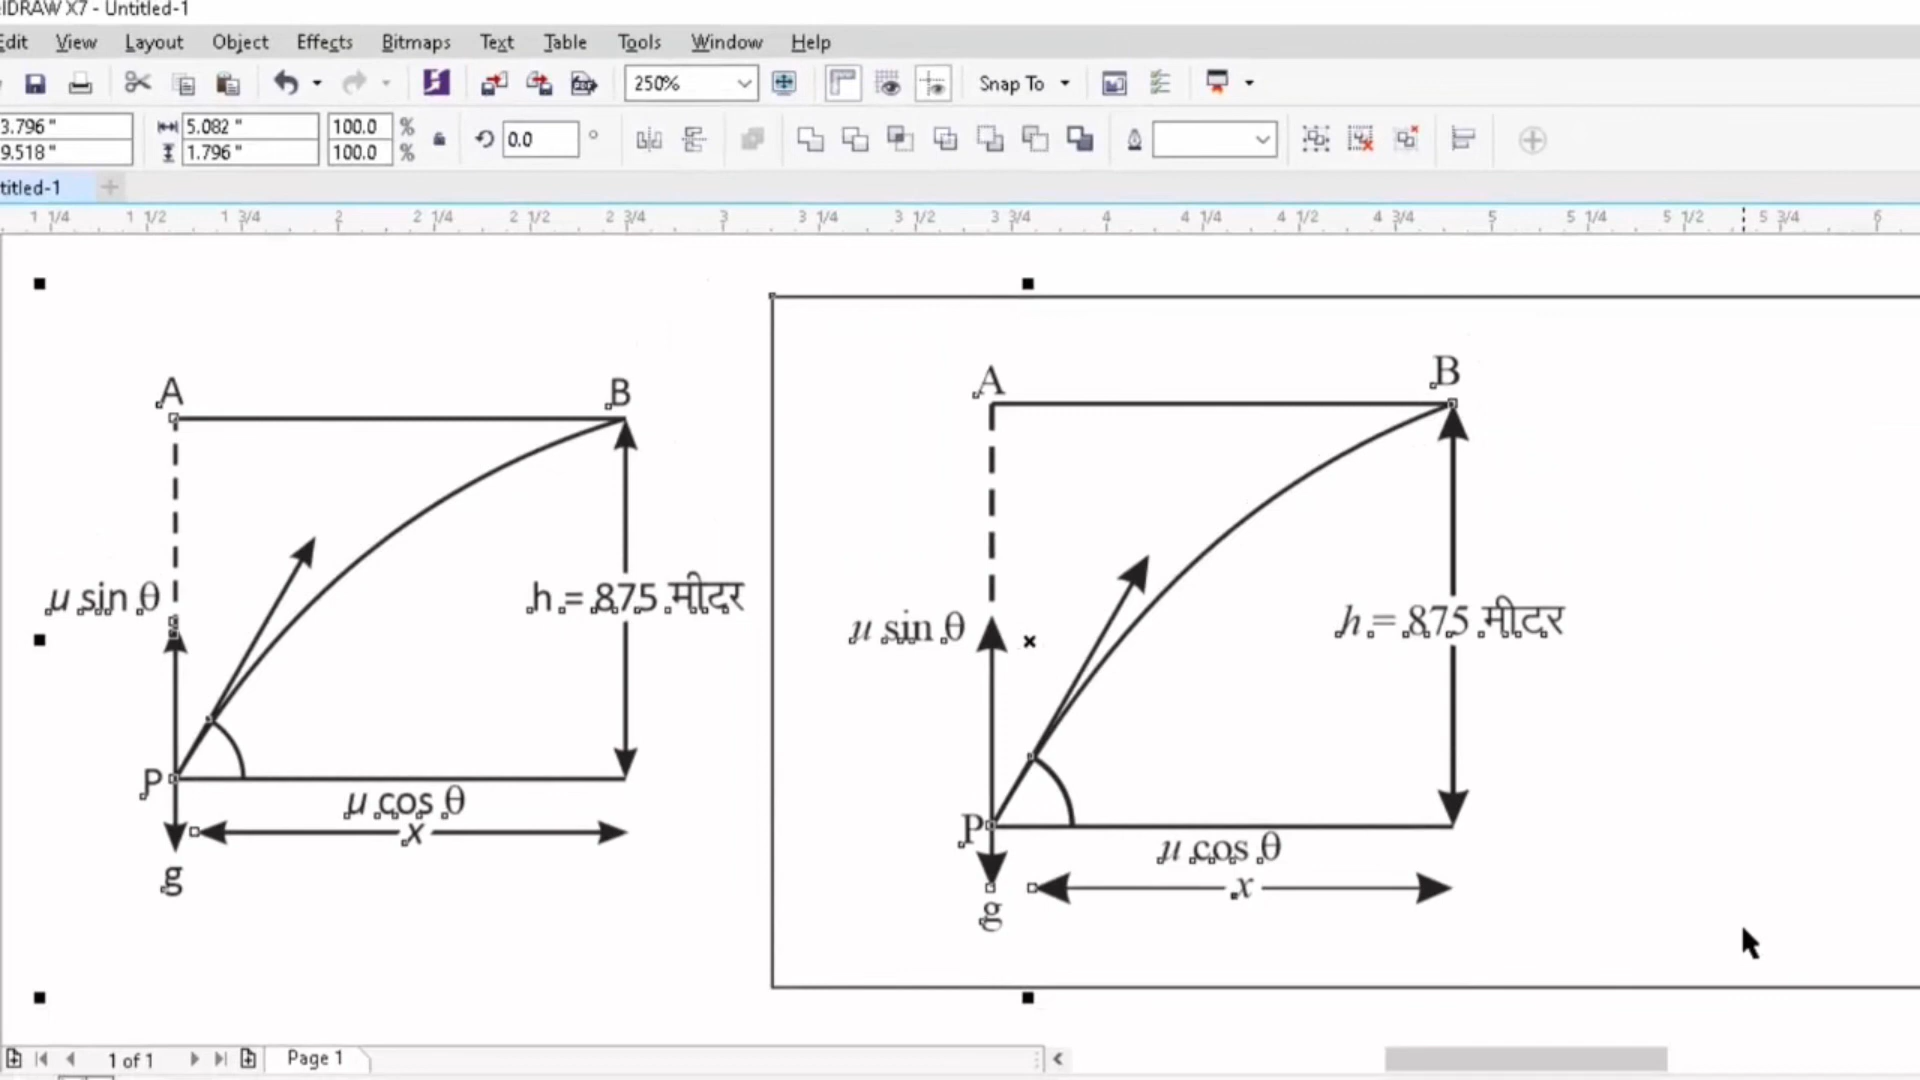 IDRAW X7 - Untitled-1
Edit View Layout Object Effects Bitmaps Text Table Tools Window Help
250% Snap To
3.796 " 5.082 " 100.0 % 0.0 °
9.518 " 1.796 " 100.0 %
titled-1
1 1/4 1 1/2 1 3/4 2 2 1/4 2 1/2 2 3/4 3 3 1/4 3 1/2 3 3/4 4 4 1/4 4 1/2 4 3/4 5 5 1/4 5 1/2 5 3/4 6
A B
μ sin θ
h = 875 मीटर
P
μ cos θ
x
g
A B
μ sin θ
h = 875 मीटर
P
μ cos θ
x
g
1 of 1 Page 1